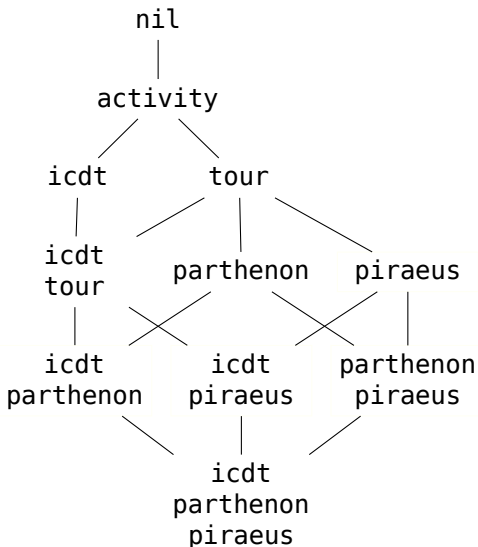 nil
activity
icdt
tour
icdt
tour
parthenon
piraeus
icdt
parthenon
icdt
piraeus
parthenon
piraeus
icdt
parthenon
piraeus